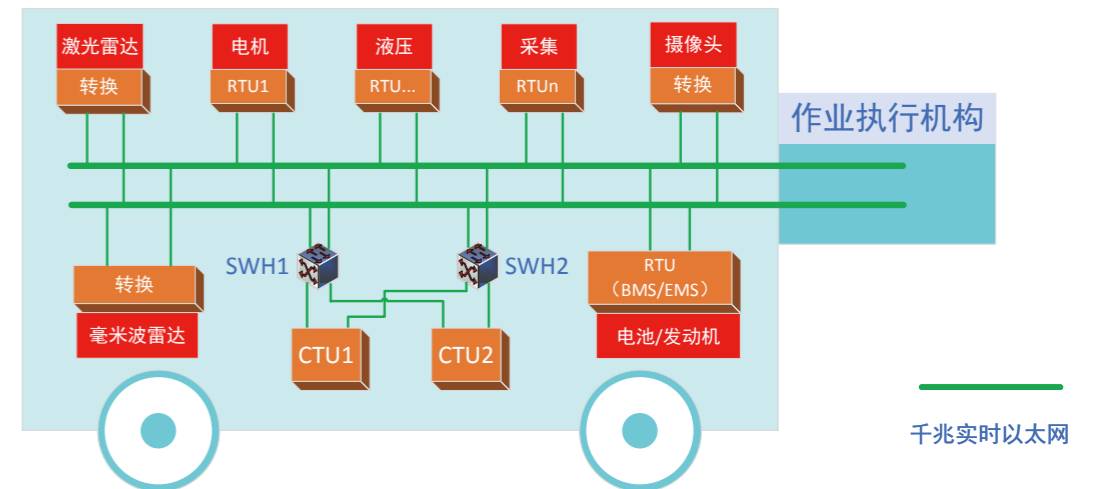 激光雷达
转换
电机
RTU1
液压
RTU...
采集
RTUn
摄像头
转换
作业执行机构
SWH1
SWH2
转换
毫米波雷达
CTU1
CTU2
RTU
（BMS/EMS）
电池/发动机
千兆实时以太网